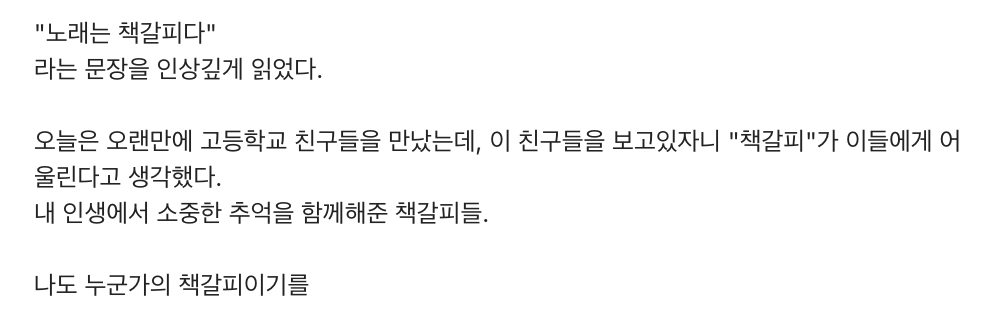 "노래는 책갈피다"
라는 문장을 인상깊게 읽었다.
오늘은 오랜만에 고등학교 친구들을 만났는데, 이 친구들을 보고있자니 "책갈피"가 이들에게 어
울린다고 생각했다.
내 인생에서 소중한 추억을 함께해준 책갈피들.
나도 누군가의 책갈피이기를